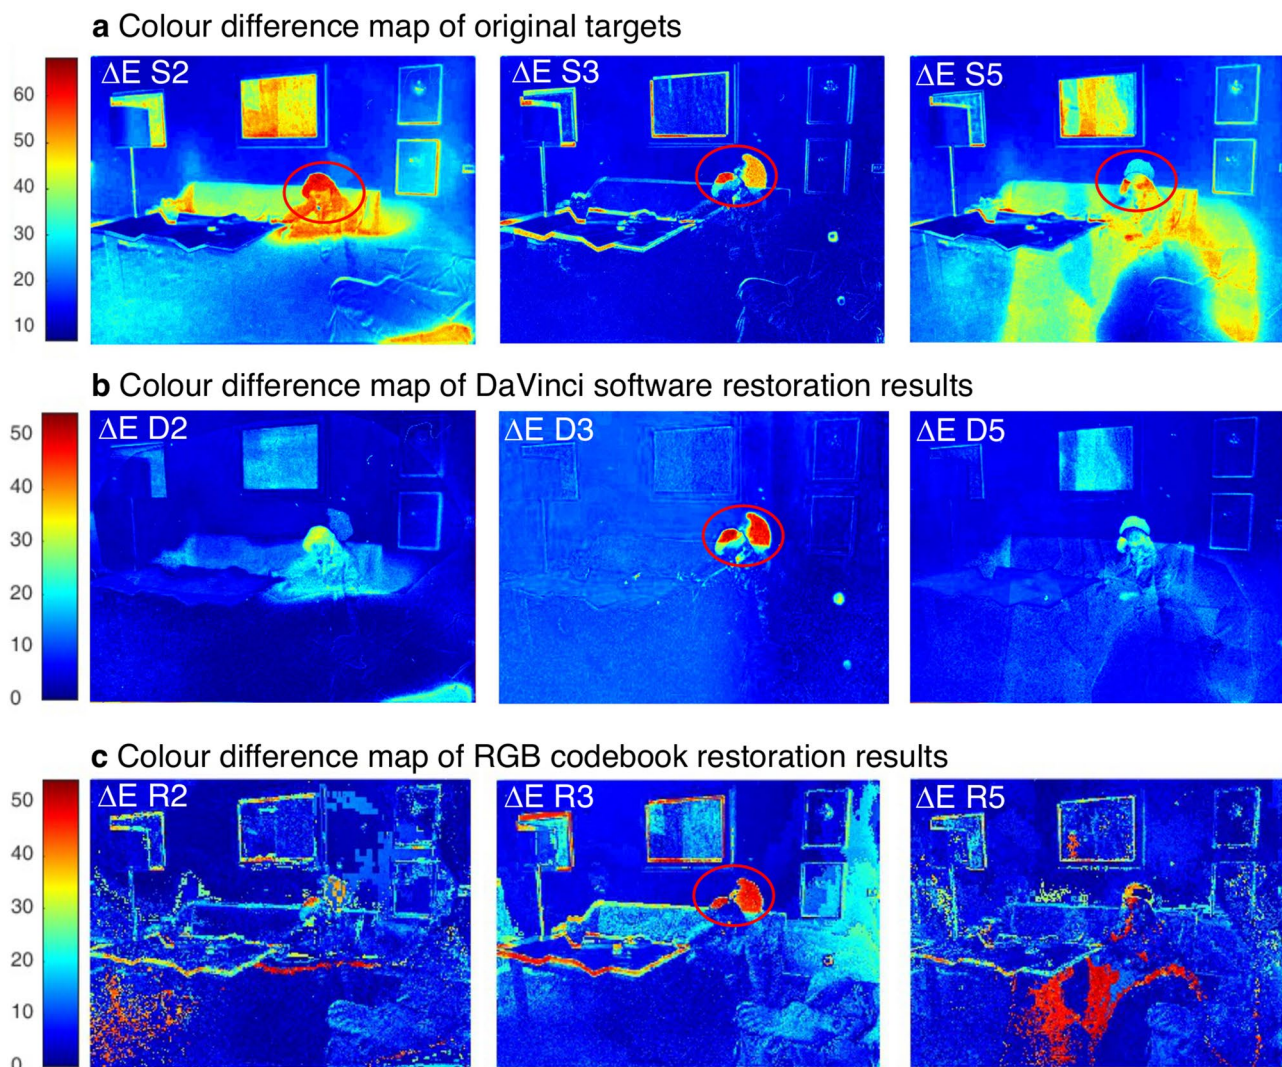 a Colour difference map of original targets
ΔE S2
ΔE S3
ΔE S5
60
50
40
30
20
10
b Colour difference map of DaVinci software restoration results
ΔE D2
ΔE D3
ΔE D5
50
40
30
20
10
0
c Colour difference map of RGB codebook restoration results
ΔE R2
ΔE R3
ΔE R5
50
40
30
20
10
0